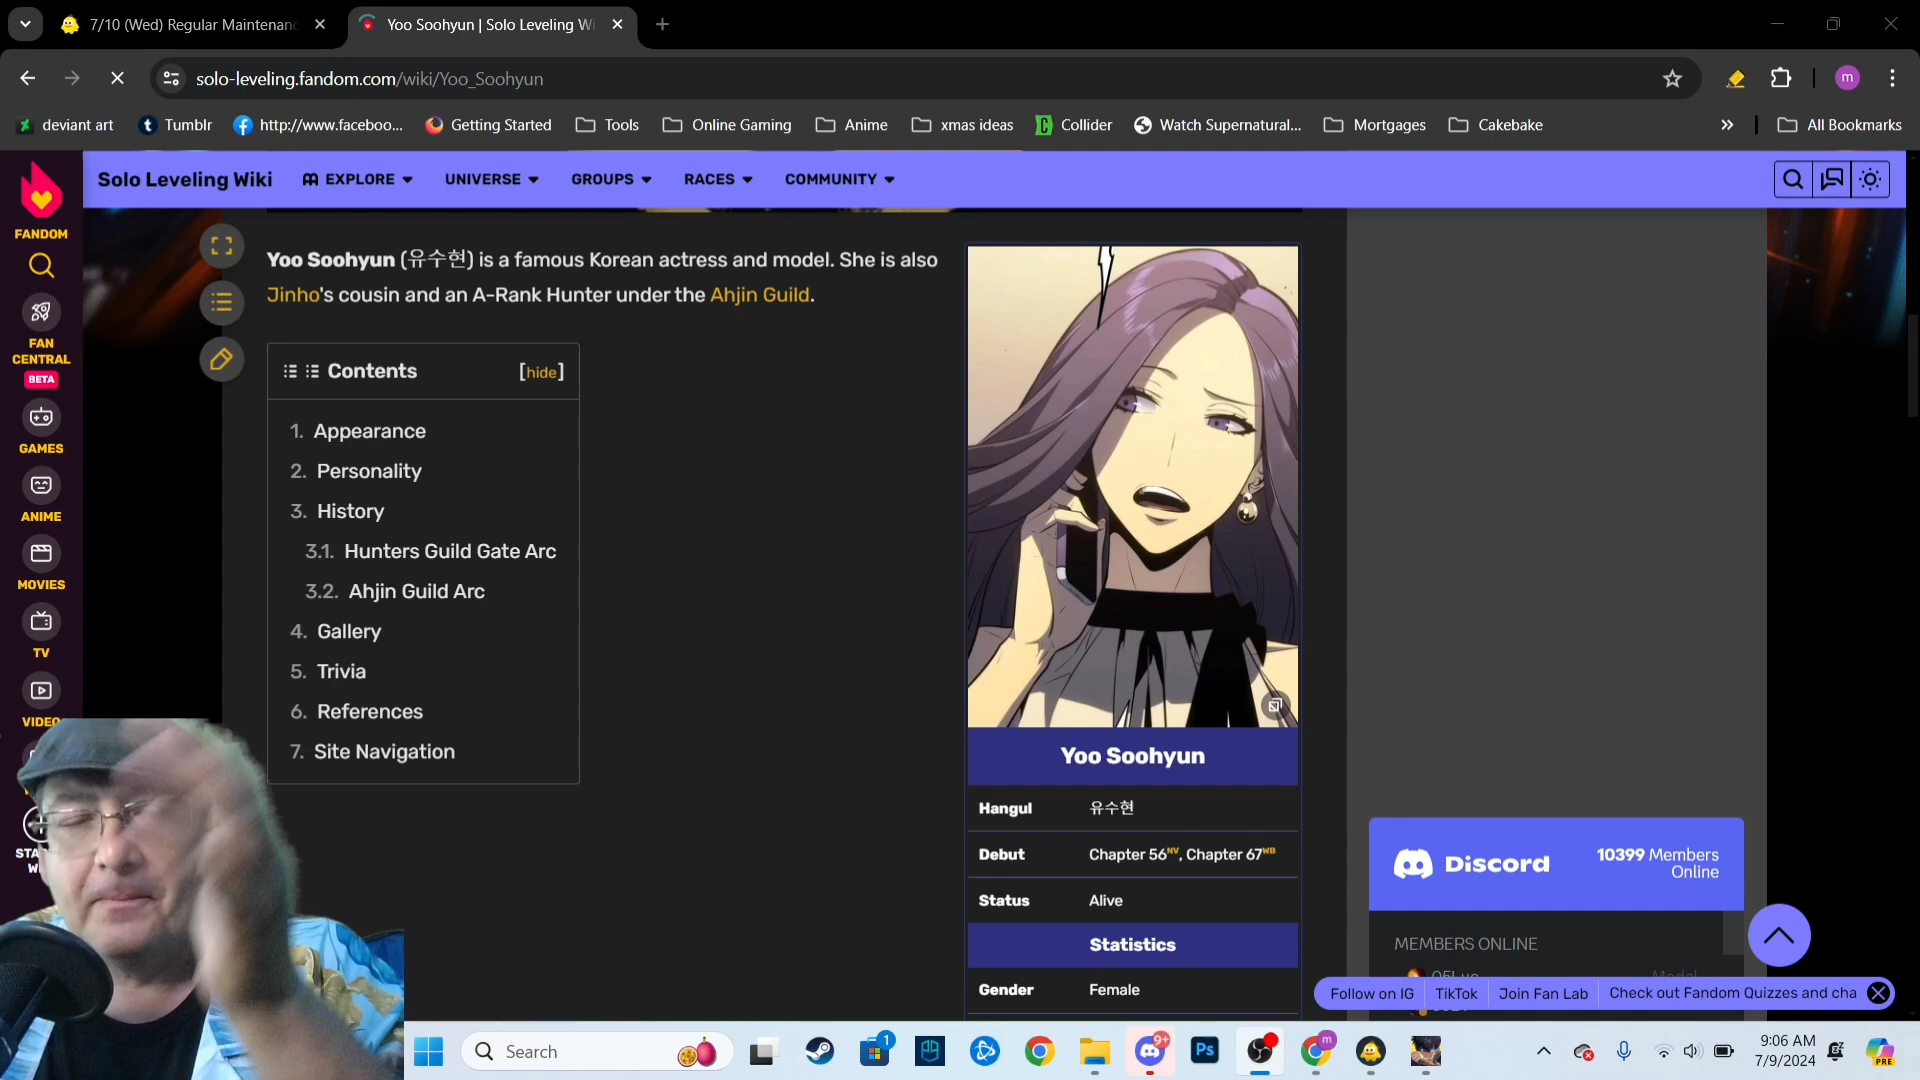 7/10 (Wed) Regular Maintenanc
Yoo Soohyun | Solo Leveling Wi
solo-leveling.fandom.com/wiki/Yoo_Soohyun
m
deviant art
Tumblr
http://www.faceboo...
Getting Started
Tools
Online Gaming
Anime
xmas ideas
Collider
Watch Supernatural...
Mortgages
Cakebake
All Bookmarks
Solo Leveling Wiki
EXPLORE
UNIVERSE
GROUPS
RACES
COMMUNITY
FANDOM
FAN
CENTRAL
BETA
GAMES
ANIME
MOVIES
TV
VIDEO
Yoo Soohyun (유수현) is a famous Korean actress and model. She is also
Jinho's cousin and an A-Rank Hunter under the Ahjin Guild.
Contents [hide]
1. Appearance
2. Personality
3. History
3.1. Hunters Guild Gate Arc
3.2. Ahjin Guild Arc
4. Gallery
5. Trivia
6. References
7. Site Navigation
Yoo Soohyun
Hangul 유수현
Debut Chapter 56NV, Chapter 67WB
Status Alive
Statistics
Gender Female
Discord
10399 Members
Online
MEMBERS ONLINE
Follow on IG
TikTok
Join Fan Lab
Check out Fandom Quizzes and cha
Search
1
9+
Ps
m
9:06 AM
7/9/2024
PRE